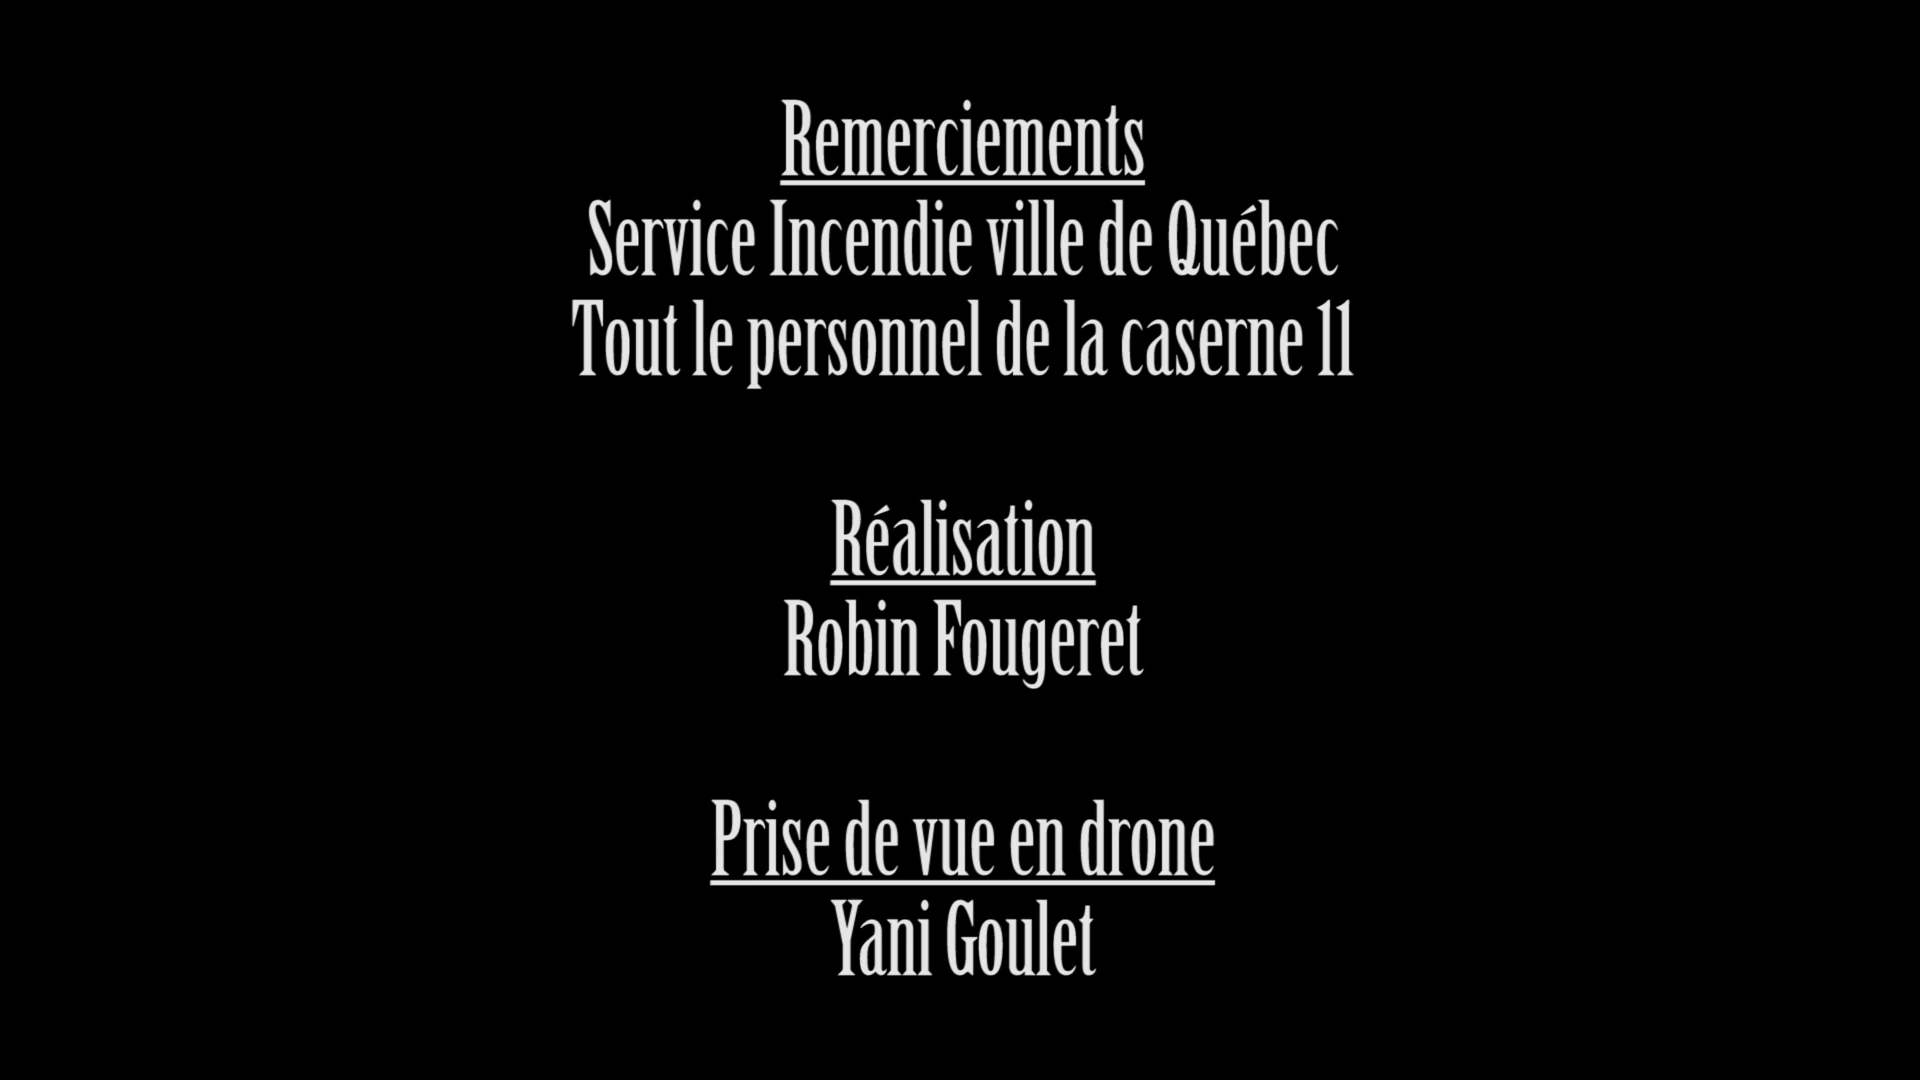 Remerciements
Service Incendie ville de Québec
Tout le personnel de la caserne 11
Réalisation
Robin Fougeret
Prise de vue en drone
Yani Goulet